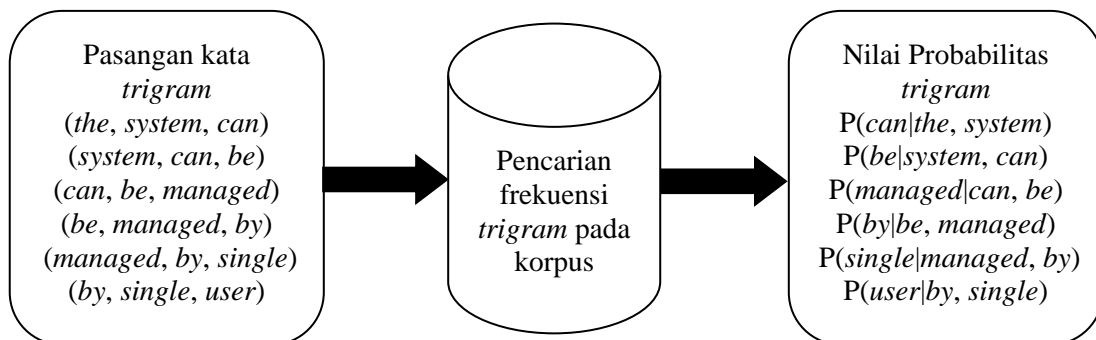 Pasangan kata
trigram
(the, system, can)
(system, can, be)
(can, be, managed)
(be, managed, by)
(managed, by, single)
(by, single, user)
Pencarian
frekuensi
trigram pada
korpus
Nilai Probabilitas
trigram
P(can|the, system)
P(be|system, can)
P(managed|can, be)
P(by|be, managed)
P(single|managed, by)
P(user|by, single)